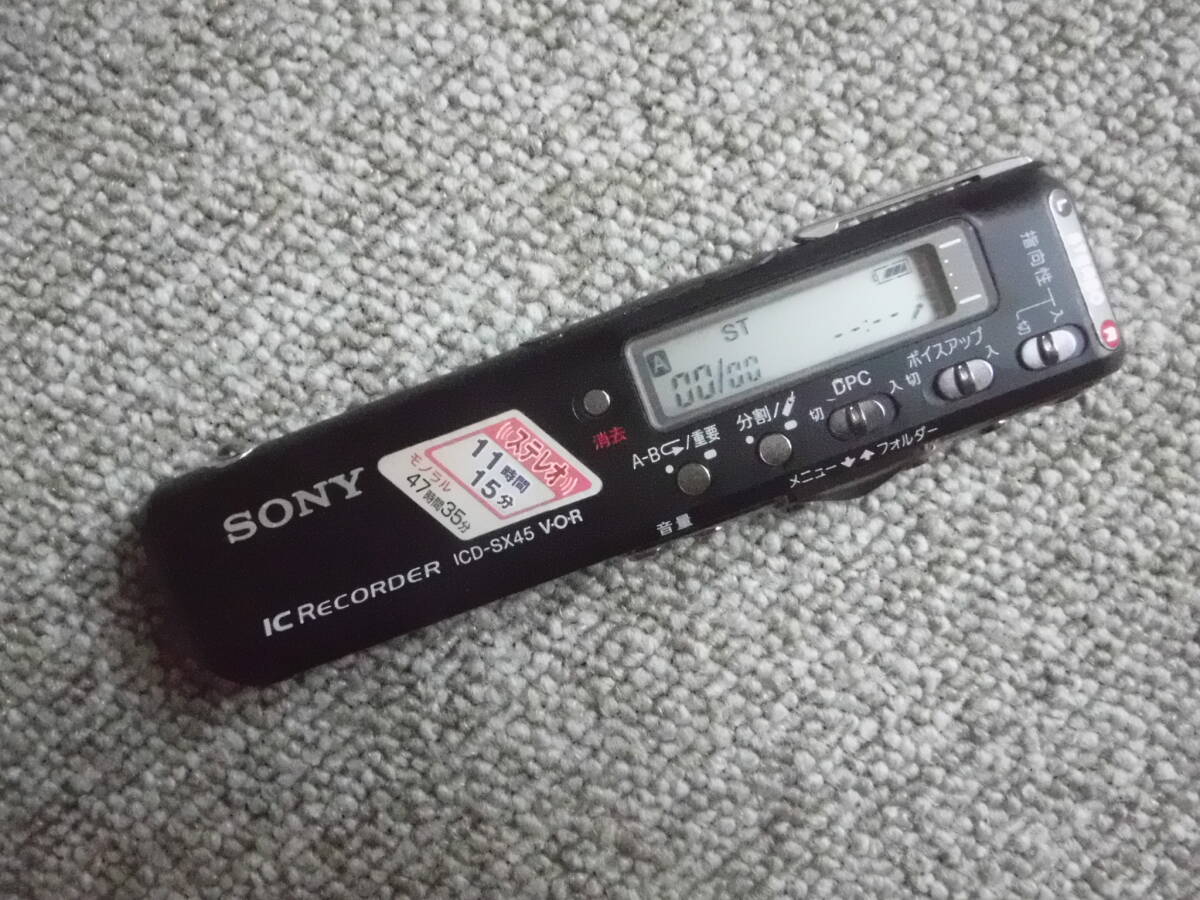 SONY
IC RECORDER ICD-SX45 V・O・R
ステレオ
11時間
15分
モノラル
47時間35分
消去
A
ST
00/00
--:--
A-B /重要
分割/
DPC
切 入
ボイスアップ
切 入
指向性
切 入
音量
メニュー フォルダー
L
STEREO
R